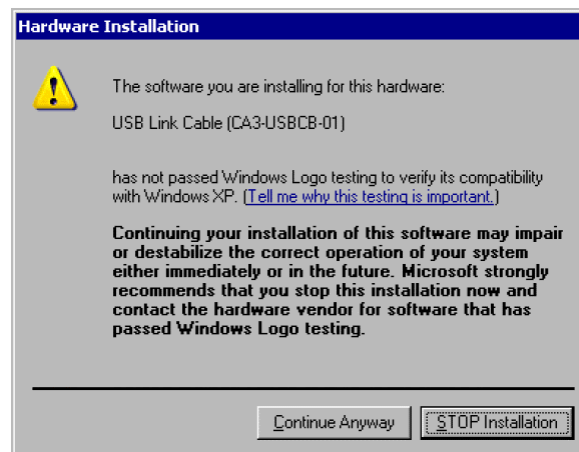 Hardware Installation
The software you are installing for this hardware:
USB Link Cable (CA3-USBCB-01)
has not passed Windows Logo testing to verify its compatibility
with Windows XP. (Tell me why this testing is important.)
Continuing your installation of this software may impair
or destabilize the correct operation of your system
either immediately or in the future. Microsoft strongly
recommends that you stop this installation now and
contact the hardware vendor for software that has
passed Windows Logo testing.
Continue Anyway STOP Installation